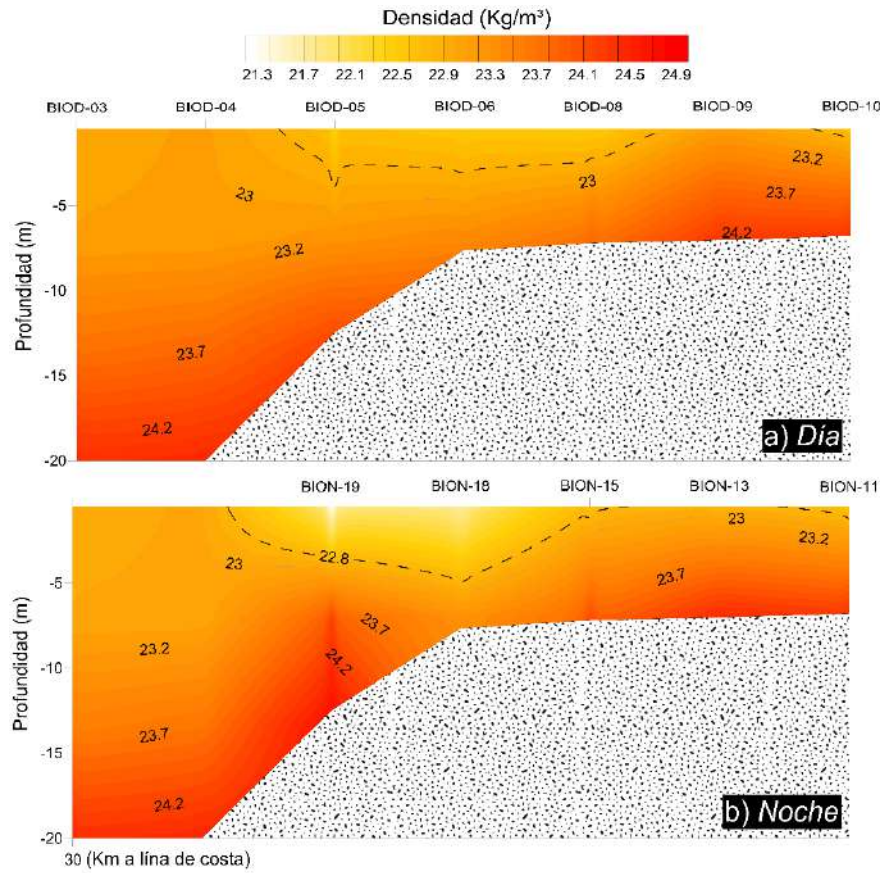 Densidad (Kg/m³)
21.3 21.7 22.1 22.5 22.9 23.3 23.7 24.1 24.5 24.9
BIOD-03 BIOD-04 BIOD-05 BIOD-06 BIOD-08 BIOD-09 BIOD-10
Profundidad (m)
-5
-10
-15
-20
23
23.2
23.7
24.2
23
23.2
23.7
24.2
a) Día
BION-19 BION-18 BION-15 BION-13 BION-11
Profundidad (m)
-5
-10
-15
-20
23
22.8
23.2
23.7
24.2
23.7
24.2
23
23.2
23.7
b) Noche
30 (Km a lína de costa)